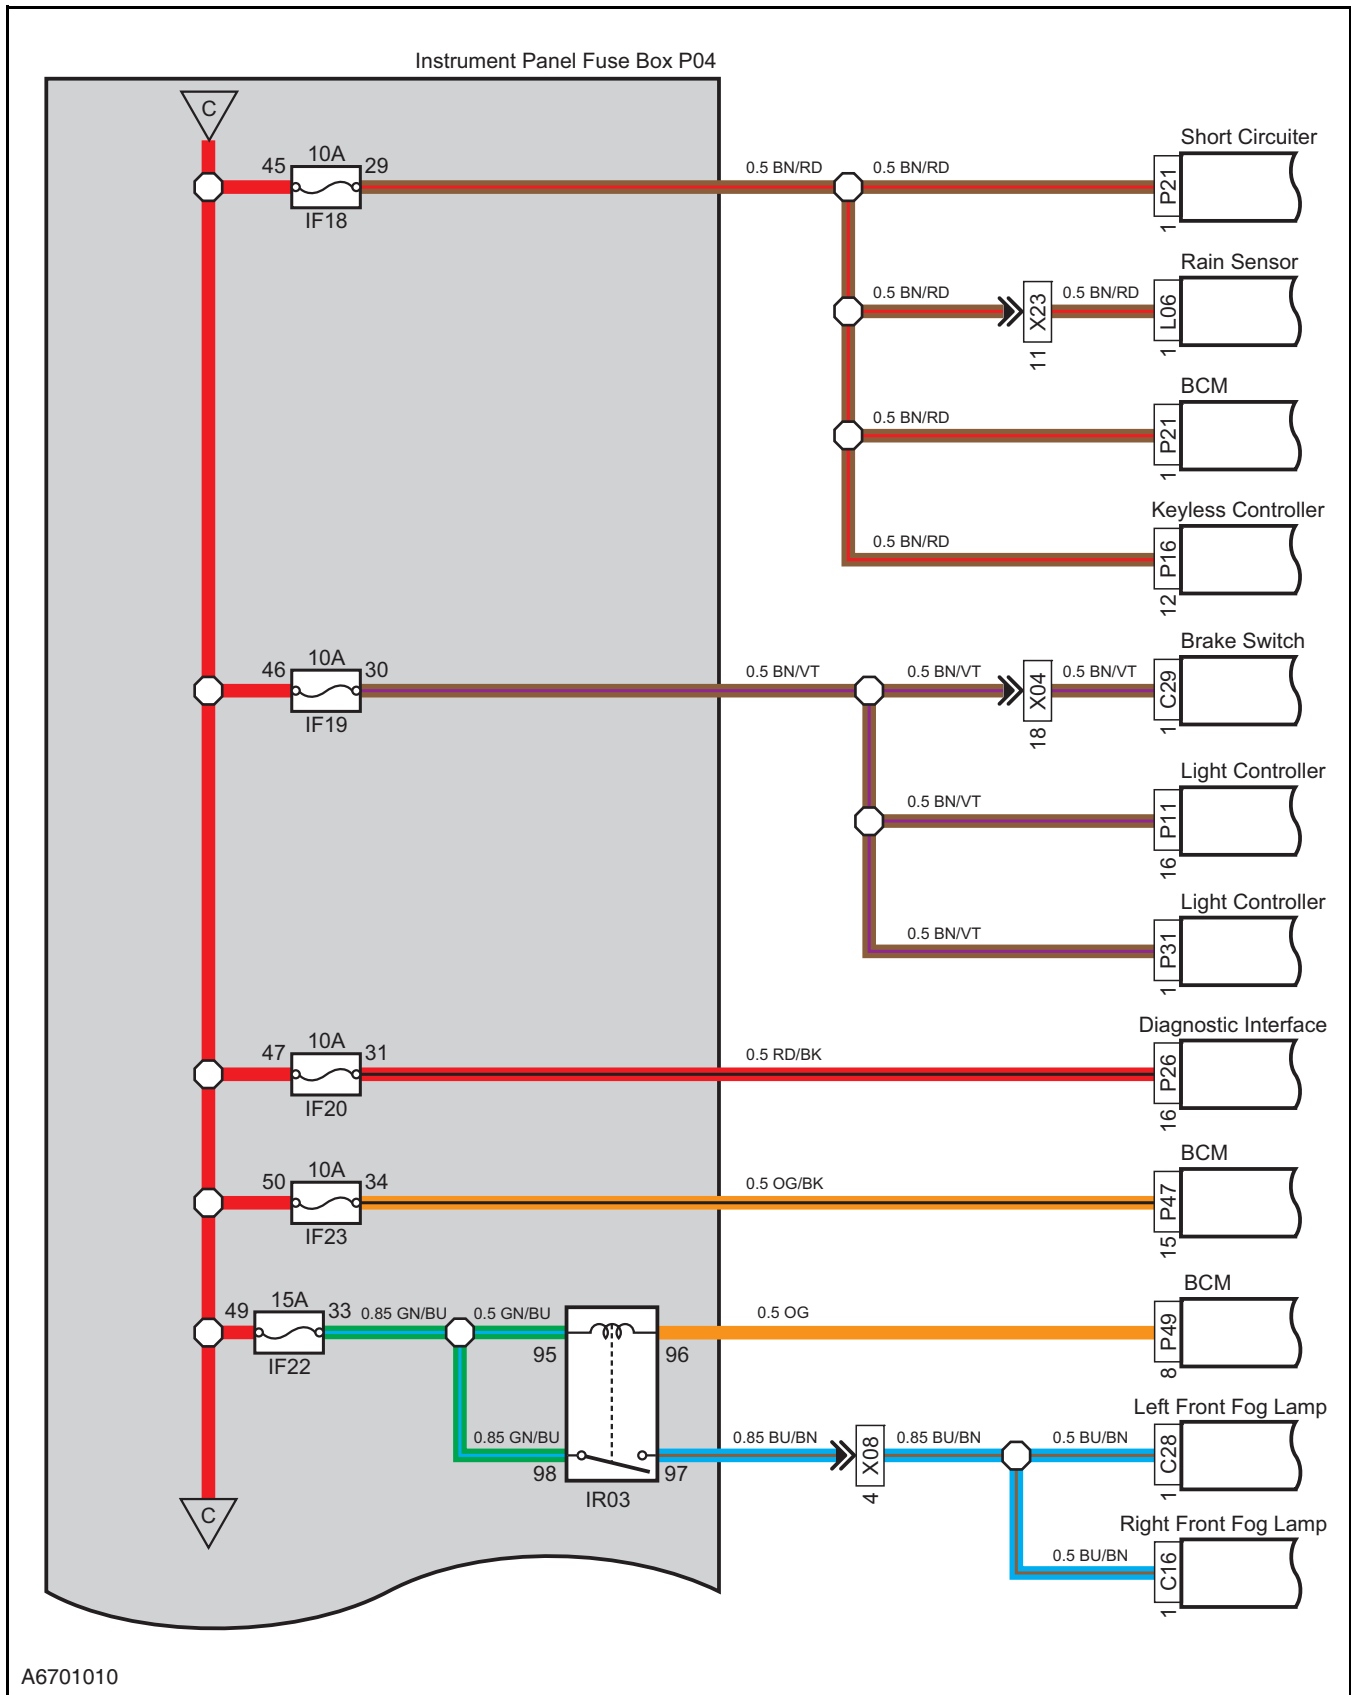 Instrument Panel Fuse Box P04
C
Short Circuiter
45 10A 29 0.5 BN/RD 0.5 BN/RD P21
IF18 1
Rain Sensor
0.5 BN/RD X23 0.5 BN/RD L06
11 1
BCM
0.5 BN/RD P21
1
Keyless Controller
0.5 BN/RD P16
12
Brake Switch
46 10A 30 0.5 BN/VT 0.5 BN/VT X04 0.5 BN/VT C29
IF19 18 1
Light Controller
0.5 BN/VT P11
16
Light Controller
0.5 BN/VT P31
1
Diagnostic Interface
47 10A 31 0.5 RD/BK P26
IF20 16
BCM
50 10A 34 0.5 OG/BK P47
IF23 15
BCM
49 15A 33 0.85 GN/BU 0.5 GN/BU 0.5 OG P49
IF22 95 96 8
Left Front Fog Lamp
0.85 GN/BU 0.85 BU/BN X08 0.85 BU/BN 0.5 BU/BN C28
98 97 4 1
IR03
C
Right Front Fog Lamp
0.5 BU/BN C16
1
A6701010